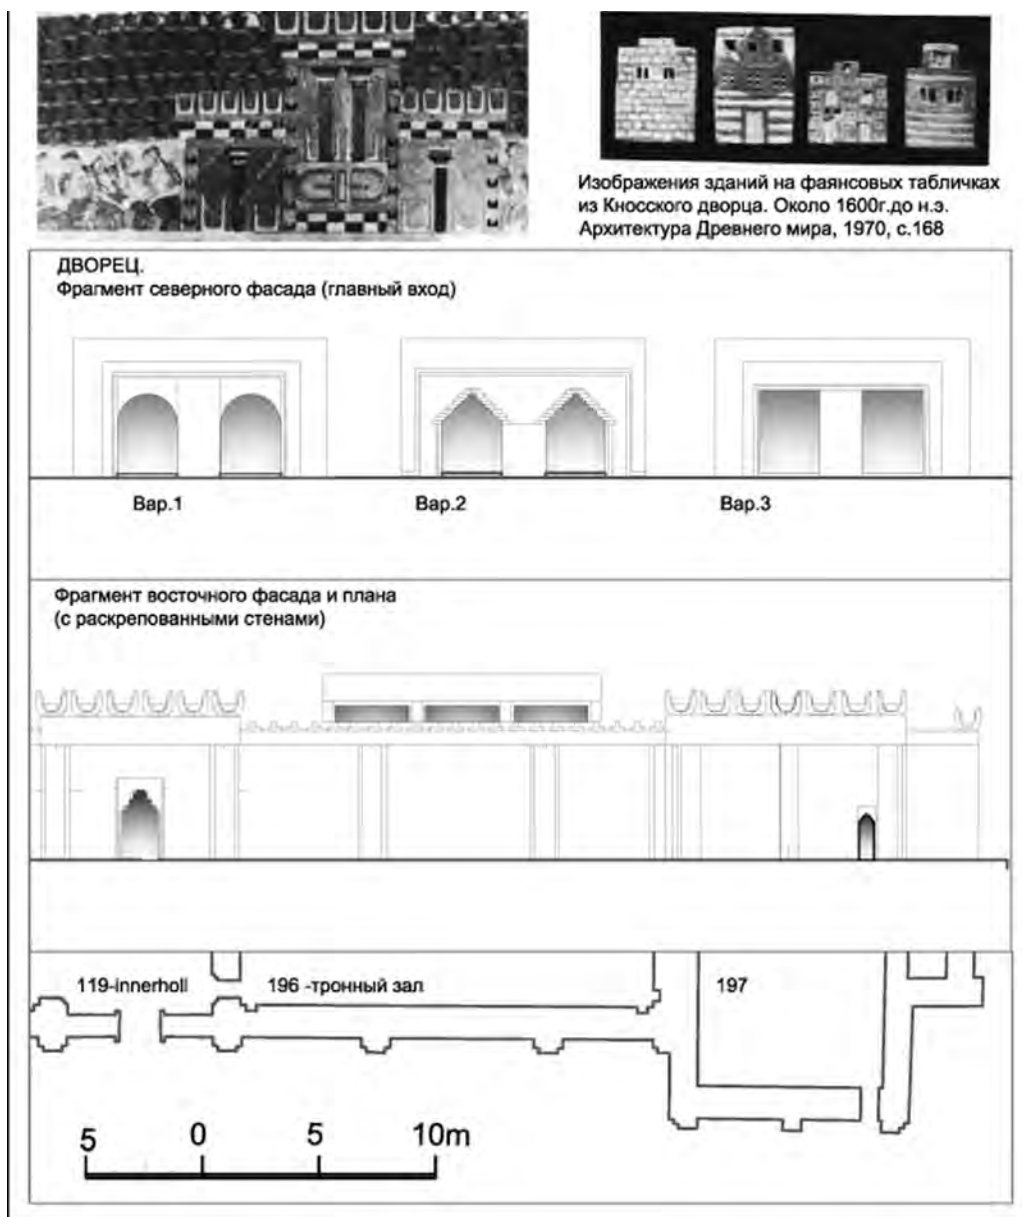 Изображения зданий на фаянсовых табличках
из Кносского дворца. Около 1600г.до н.э.
Архитектура Древнего мира, 1970, с.168
ДВОРЕЦ.
Фрагмент северного фасада (главный вход)
Вар.1
Вар.2
Вар.3
Фрагмент восточного фасада и плана
(с раскрепованными стенами)
119-innerholl
196 -тронный зал
197
5 0 5 10m